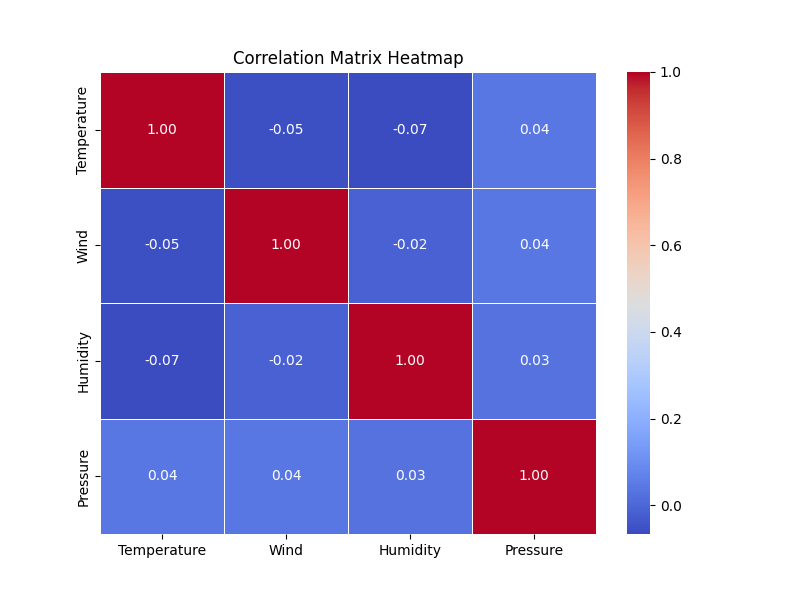 Correlation Matrix Heatmap
Temperature 1.00 -0.05 -0.07 0.04
Wind -0.05 1.00 -0.02 0.04
Humidity -0.07 -0.02 1.00 0.03
Pressure 0.04 0.04 0.03 1.00
Temperature Wind Humidity Pressure
1.0
0.8
0.6
0.4
0.2
0.0